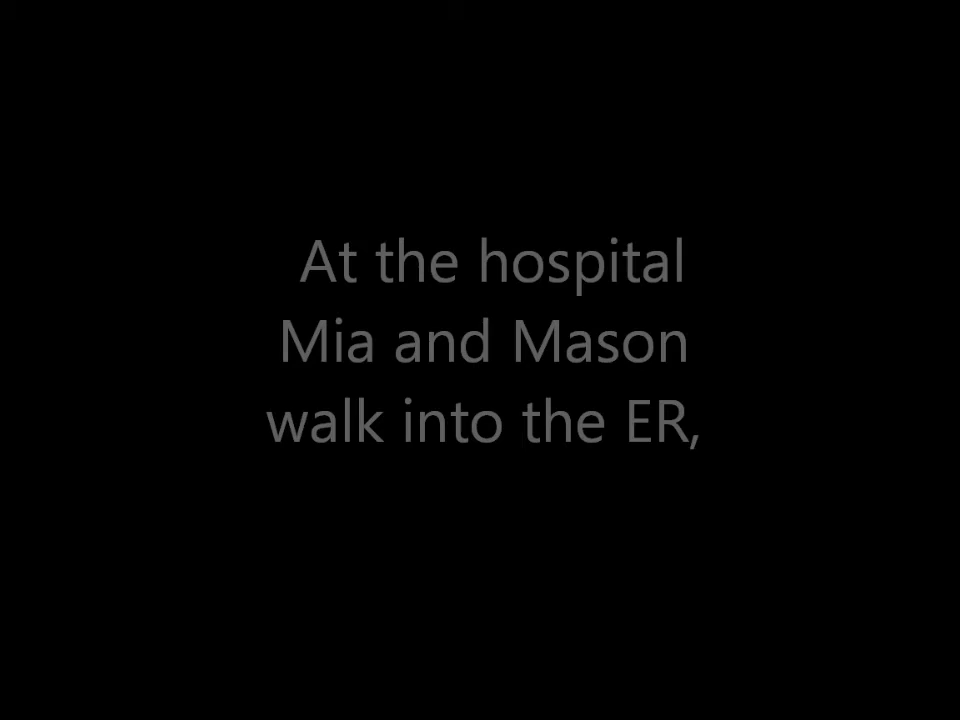 At the hospital
Mia and Mason
walk into the ER,